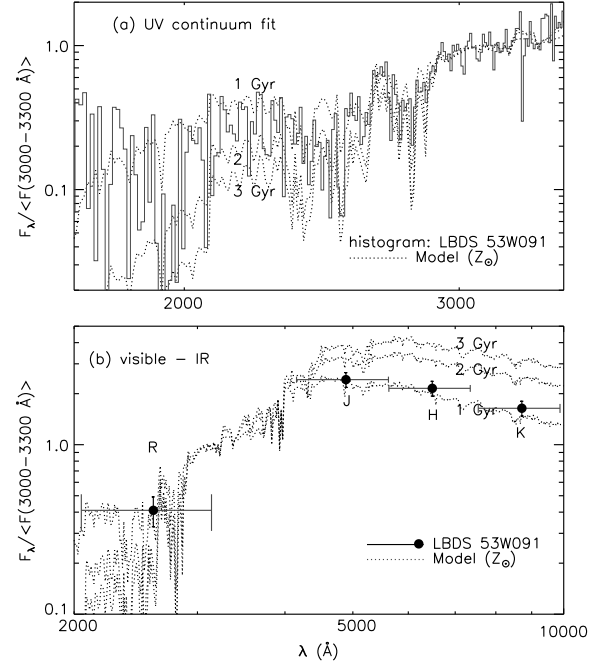 (a) UV continuum fit
1.0
0.1
F_λ/<F(3000−3300 Å)>
1 Gyr
2
3 Gyr
histogram: LBDS 53W091
Model (Z⊙)
2000
3000
(b) visible − IR
1.0
0.1
F_λ/<F(3000−3300 Å)>
3 Gyr
2 Gyr
1 Gyr
R
J
H
K
LBDS 53W091
Model (Z⊙)
2000
5000
10000
λ (Å)